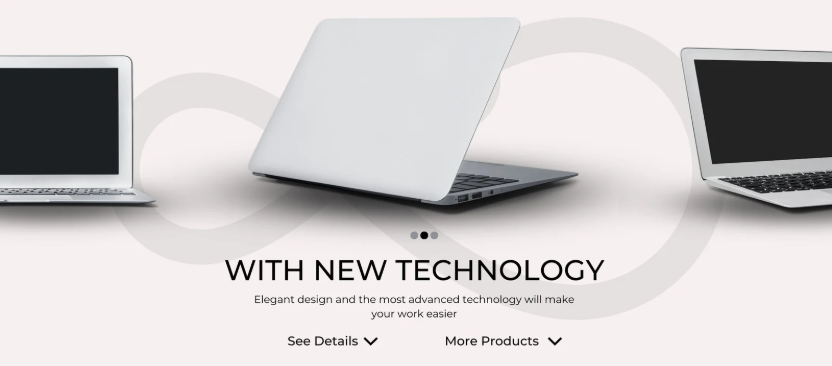 WITH NEW TECHNOLOGY
Elegant design and the most advanced technology will make
your work easier
See Details
More Products